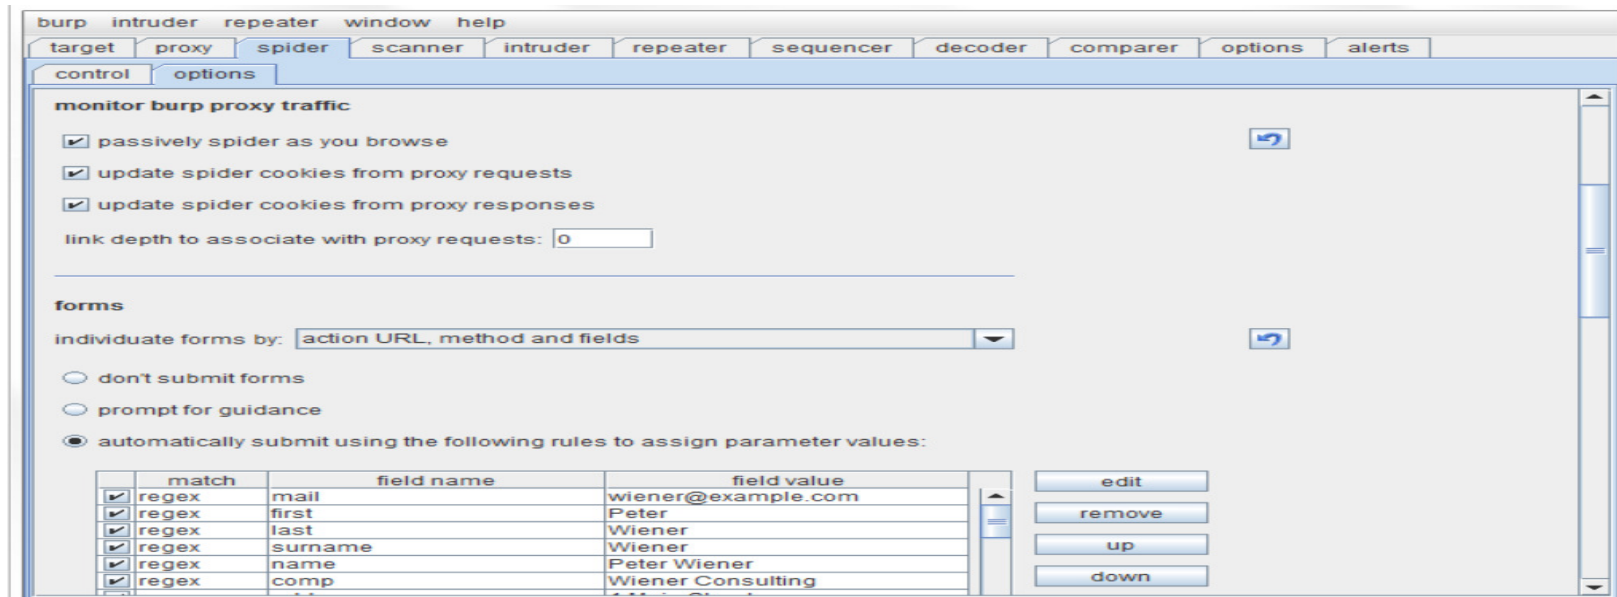 burp intruder repeater window help
target proxy spider scanner intruder repeater sequencer decoder comparer options alerts
control options
monitor burp proxy traffic
passively spider as you browse
update spider cookies from proxy requests
update spider cookies from proxy responses
link depth to associate with proxy requests: 0
forms
individuate forms by: action URL, method and fields
don't submit forms
prompt for guidance
automatically submit using the following rules to assign parameter values:
match field name field value edit
regex mail wiener@example.com
regex first Peter remove
regex last Wiener
regex surname Wiener up
regex name Peter Wiener
regex comp Wiener Consulting down